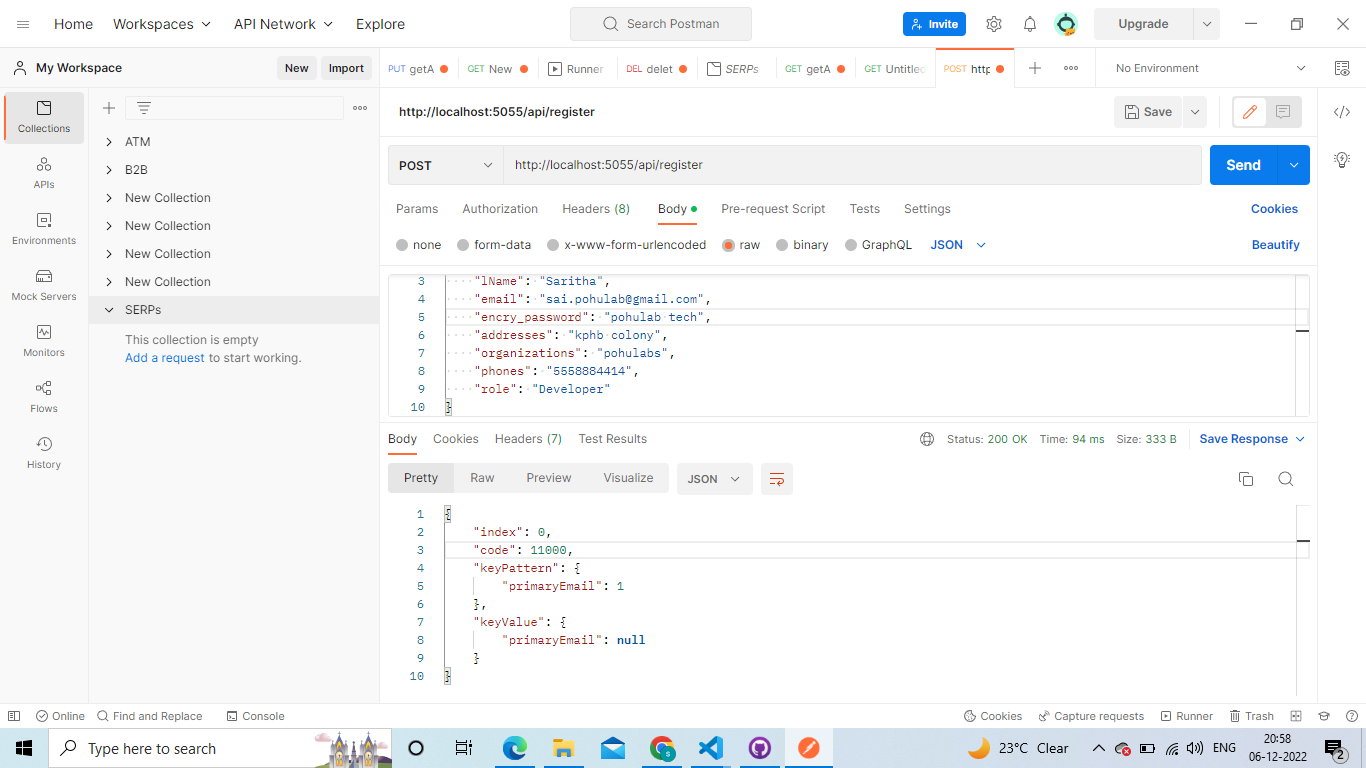 Home Workspaces API Network Explore Search Postman Invite Upgrade
My Workspace New Import PUT getA GET New Runner DEL delet SERPs GET getA GET Untitled POST http No Environment
http://localhost:5055/api/register Save
Collections
APIs
Environments
Mock Servers
Monitors
Flows
History
ATM
B2B
New Collection
New Collection
New Collection
New Collection
SERPs
This collection is empty
Add a request to start working.
POST http://localhost:5055/api/register Send
Params Authorization Headers (8) Body Pre-request Script Tests Settings Cookies
none form-data x-www-form-urlencoded raw binary GraphQL JSON Beautify
3 "lName": "Saritha",
4 "email": "sai.pohulab@gmail.com",
5 "encry_password": "pohulab tech",
6 "addresses": "kphb colony",
7 "organizations": "pohulabs",
8 "phones": "5558884414",
9 "role": "Developer"
10 }
Body Cookies Headers (7) Test Results Status: 200 OK Time: 94 ms Size: 333 B Save Response
Pretty Raw Preview Visualize JSON
1 {
2 "index": 0,
3 "code": 11000,
4 "keyPattern": {
5 "primaryEmail": 1
6 },
7 "keyValue": {
8 "primaryEmail": null
9 }
10 }
Online Find and Replace Console Cookies Capture requests Runner Trash
Type here to search 23°C Clear ENG 20:58
06-12-2022 2